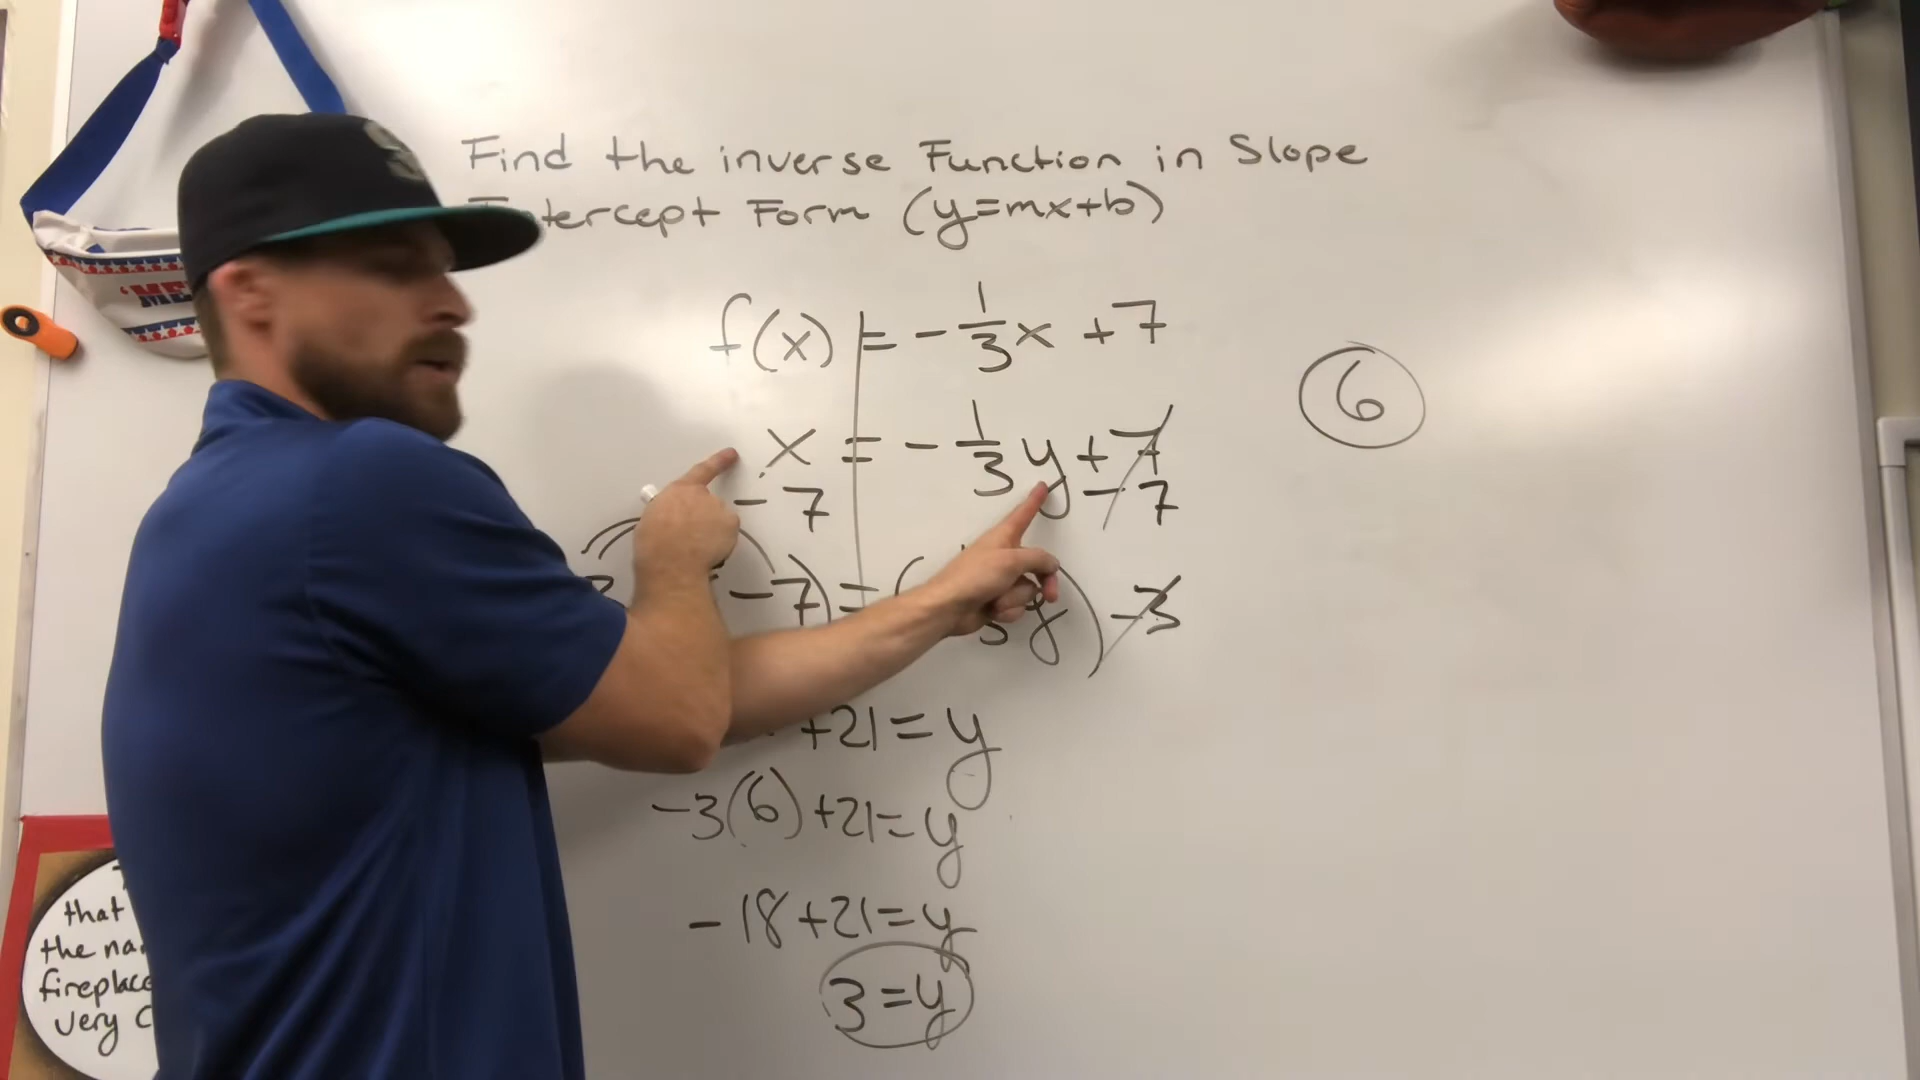 Find the inverse Function in Slope
Intercept Form (y=mx+b)
f(x) = -1/3x +7
6
x = -1/3y+7
-7 -7
-7) = ( y) -3
+21=y
-3(6)+21=y
-18+21=y
3=y
'ME
that
the
fireplace
very